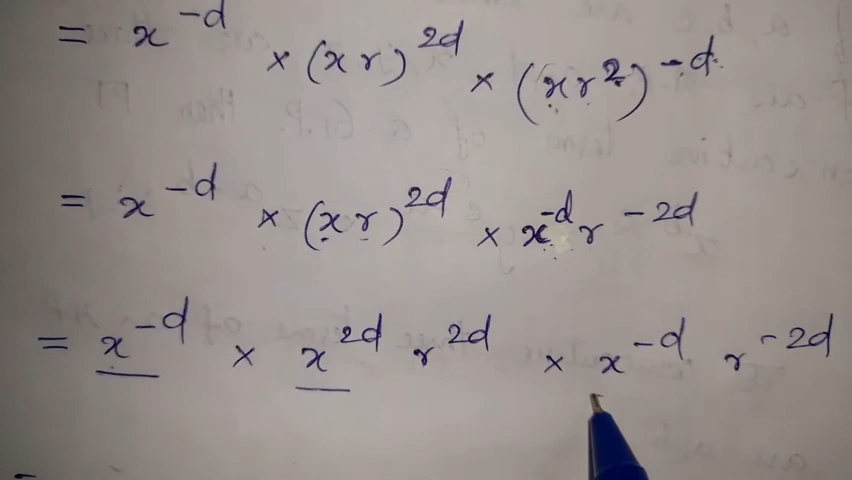 = x^{-d} × (xr)^{2d} × (xr^2)^{-d}
= x^{-d} × (xr)^{2d} × x^{-d} r^{-2d}
= x^{-d} × x^{2d} r^{2d} × x^{-d} r^{-2d}